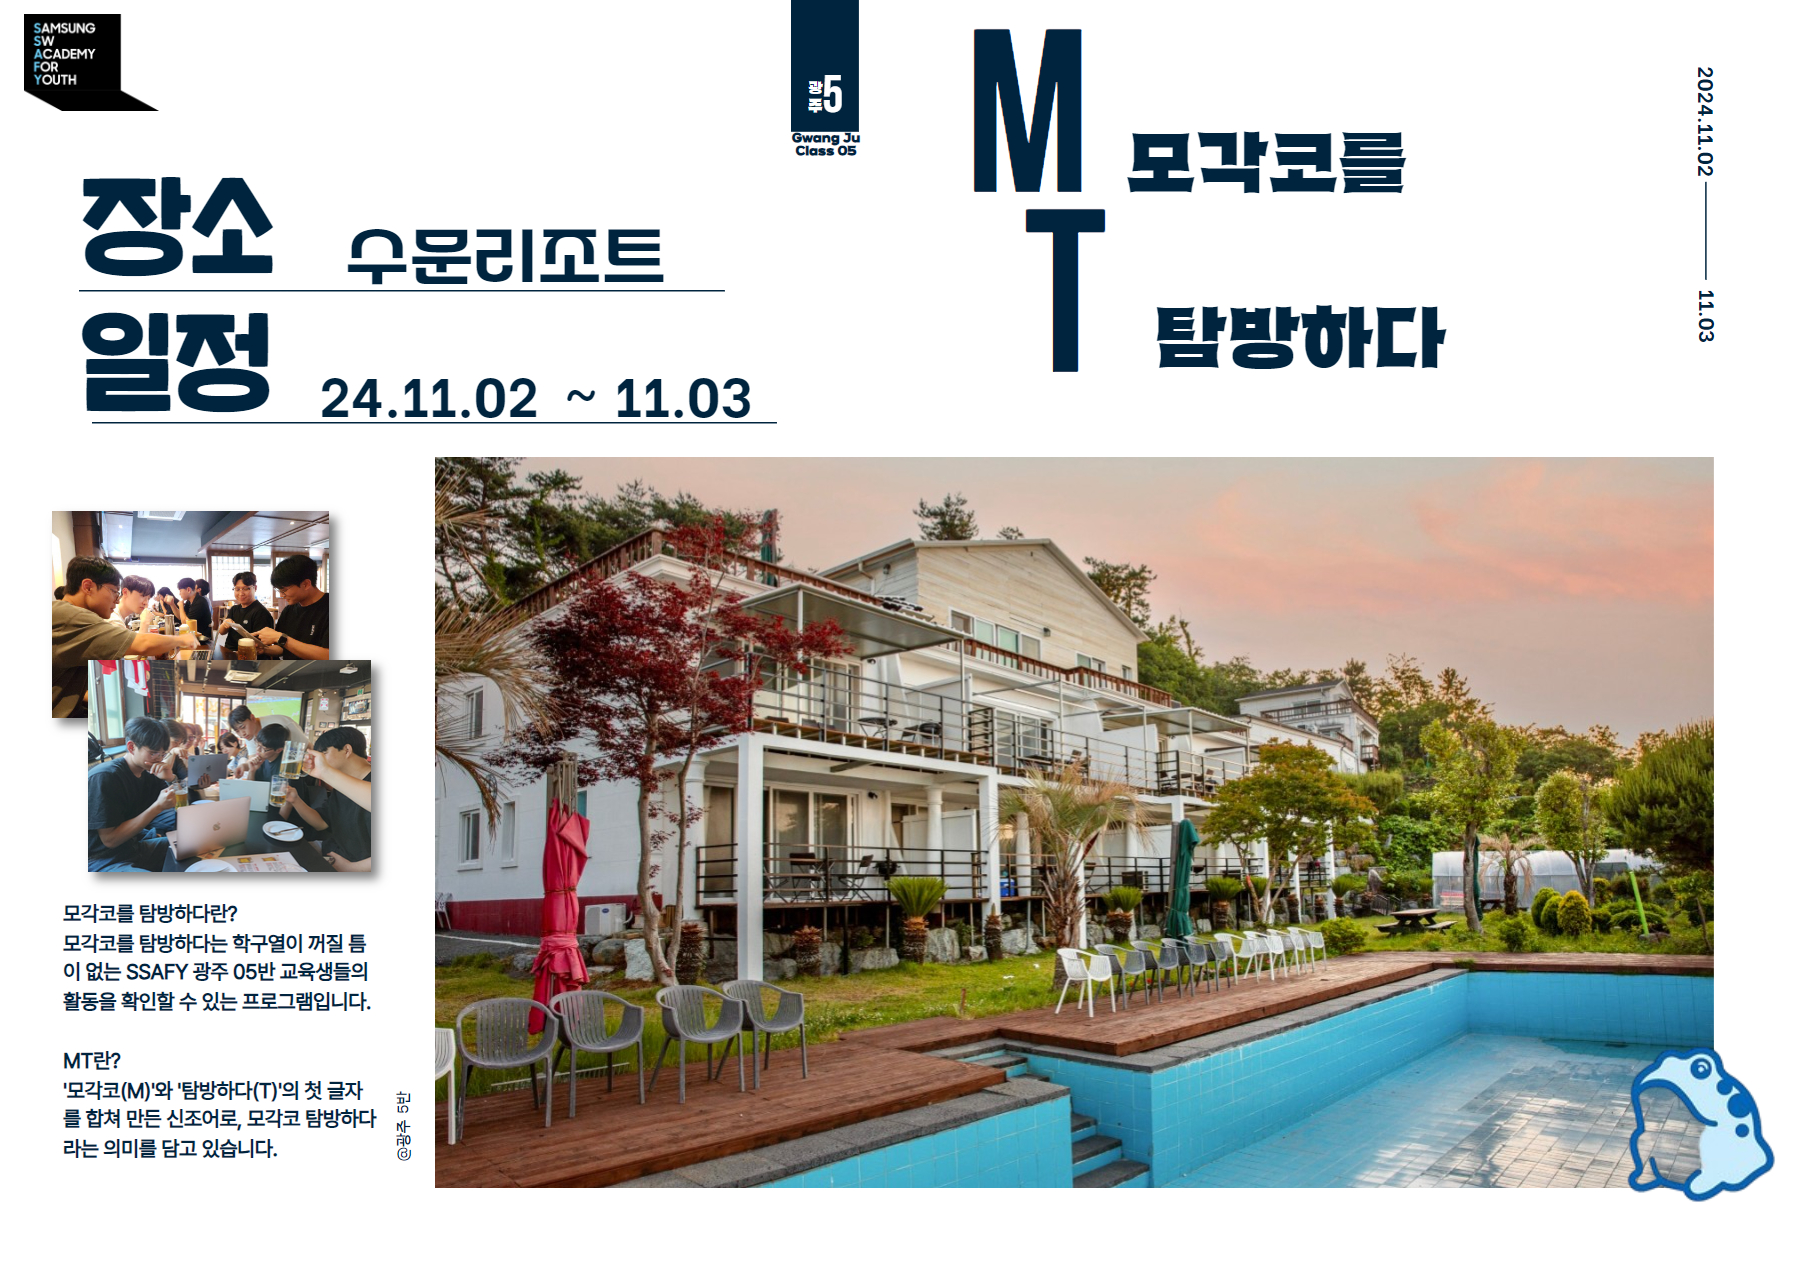 SAMSUNG
SW
ACADEMY
FOR
YOUTH
광주5
Gwang Ju
Class 05
M 모각코를
T 탐방하다
2024.11.02 — 11.03
장소 수문리조트
일정 24.11.02 ~ 11.03
모각코를 탐방하다란?
모각코를 탐방하다는 학구열이 꺼질 틈
이 없는 SSAFY 광주 05반 교육생들의
활동을 확인할 수 있는 프로그램입니다.
MT란?
'모각코(M)'와 '탐방하다(T)'의 첫 글자
를 합쳐 만든 신조어로, 모각코 탐방하다
라는 의미를 담고 있습니다.
@광주 5반